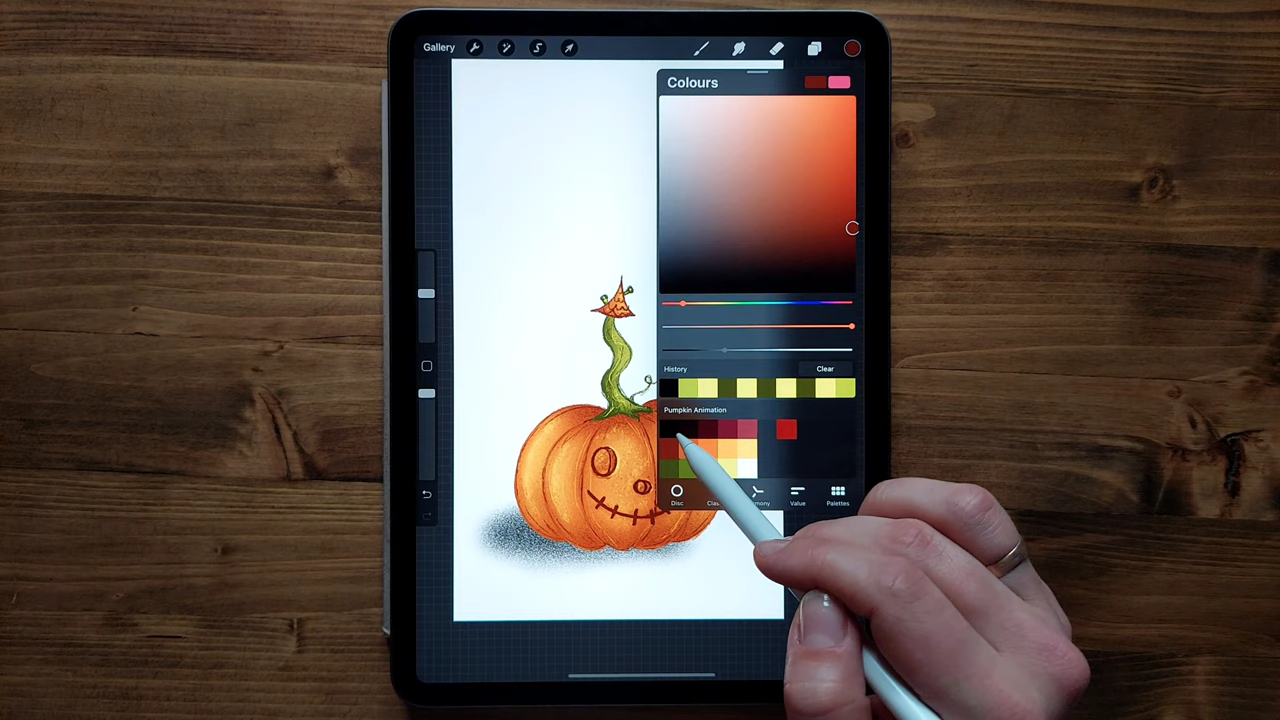 Gallery
Colours
History
Clear
Pumpkin Animation
Disc
Value
Palettes